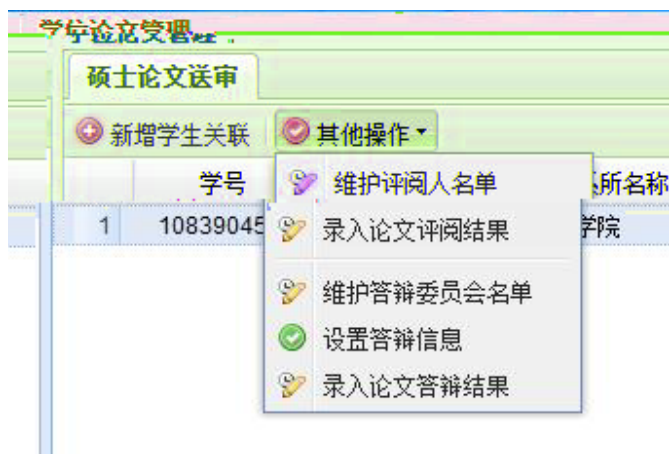 学位论文管理
硕士论文送审
新增学生关联 其他操作
学号 维护评阅人名单 所名称
1 10839045 录入论文评阅结果 学院
维护答辩委员会名单
设置答辩信息
录入论文答辩结果